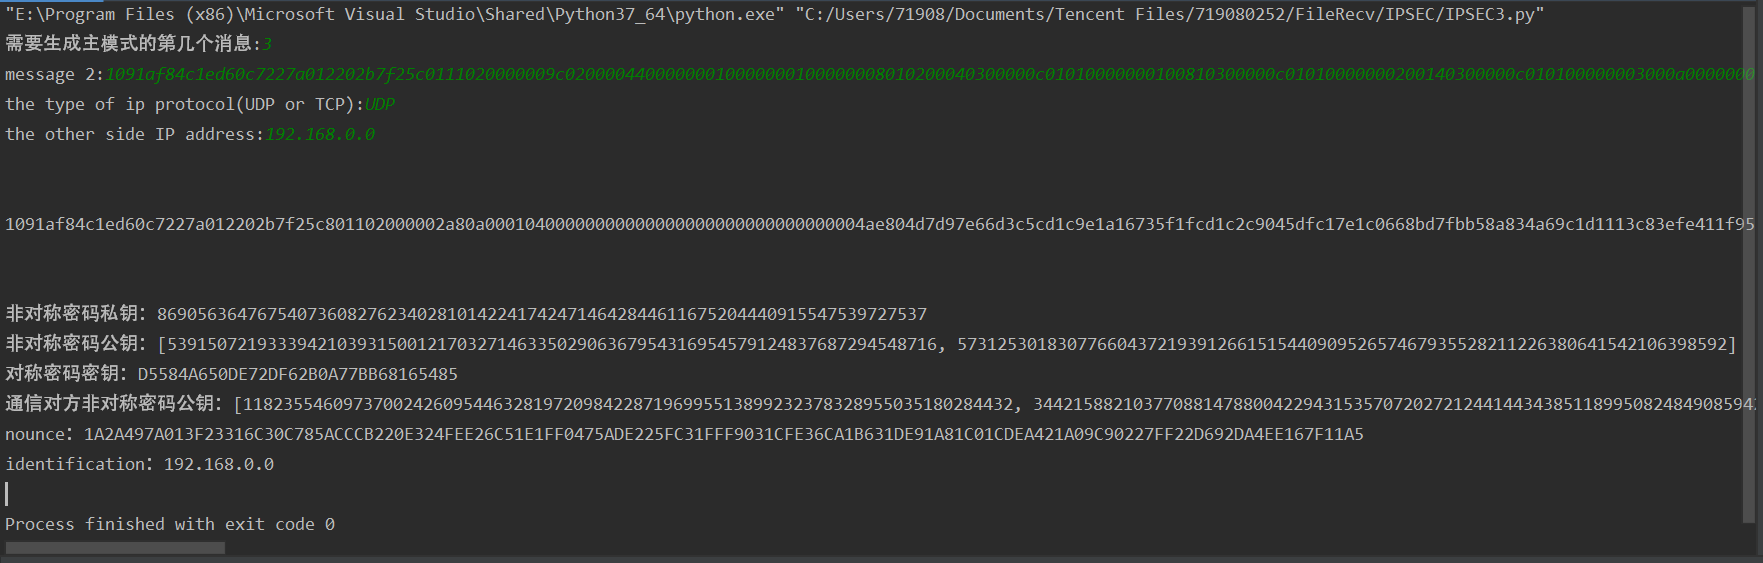 "E:\Program Files (x86)\Microsoft Visual Studio\Shared\Python37_64\python.exe" "C:/Users/71908/Documents/Tencent Files/719080252/FileRecv/IPSEC/IPSEC3.py"
需要生成主模式的第几个消息:3
message 2:1091af84c1ed60c7227a012202b7f25c0111020000009c0200004400000001000000010000000801020004030000 0c01010000000100810300000c01010000000200140300000c010100000003000a0000000
the type of ip protocol(UDP or TCP):UDP
the other side IP address:192.168.0.0
1091af84c1ed60c7227a012202b7f25c801102000002a80a00010400000000000000000000000000000004ae804d7d97e66d3c5cd1c9e1a16735f1fcd1c2c9045dfc17e1c0668bd7fbb58a834a69c1d1113c83efe411f95
非对称密码私钥：86905636476754073608276234028101422417424714642844611675204440915547539727537
非对称密码公钥：[53915072193339421039315001217032714633502906367954316954579124837687294548716, 57312530183077660437219391266151544090952657467935528211226380641542106398592]
对称密码密钥：D5584A650DE72DF62B0A77BB68165485
通信对方非对称密码公钥：[11823554609737002426095446328197209842287196995513899232378328955035180284432, 344215882103770881478800422943153570720272124414434385118995082484908594
nounce：1A2A497A013F23316C30C785ACCCB220E324FEE26C51E1FF0475ADE225FC31FFF9031CFE36CA1B631DE91A81C01CDEA421A09C90227FF22D692DA4EE167F11A5
identification：192.168.0.0
Process finished with exit code 0